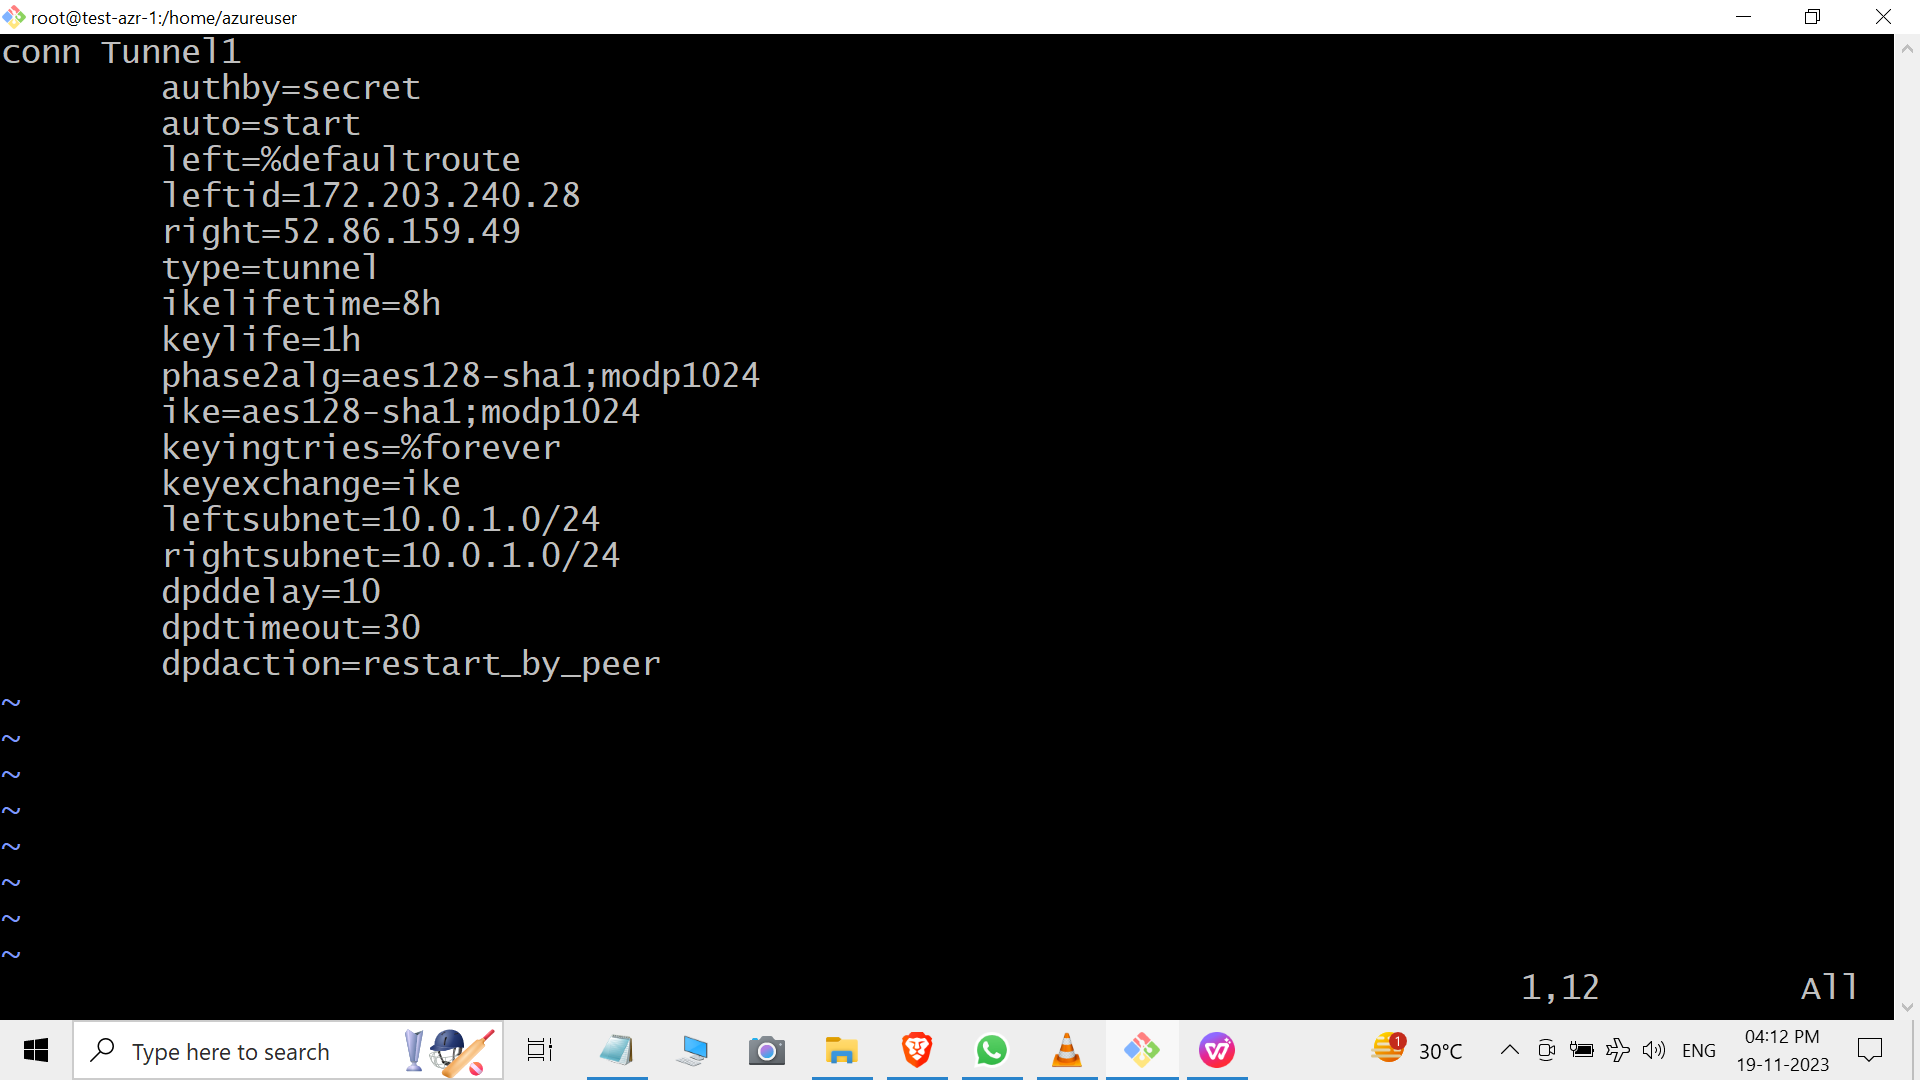 root@test-azr-1:/home/azureuser
conn Tunnel1
authby=secret
auto=start
left=%defaultroute
leftid=172.203.240.28
right=52.86.159.49
type=tunnel
ikelifetime=8h
keylife=1h
phase2alg=aes128-sha1;modp1024
ike=aes128-sha1;modp1024
keyingtries=%forever
keyexchange=ike
leftsubnet=10.0.1.0/24
rightsubnet=10.0.1.0/24
dpddelay=10
dpdtimeout=30
dpdaction=restart_by_peer
~
~
~
~
~
~
~
~
1,12 All
Type here to search
1
30°C
ENG
04:12 PM
19-11-2023